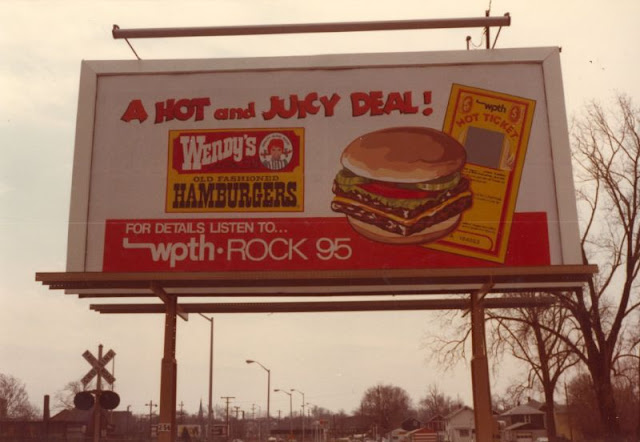 A HOT and JUICY DEAL!
WENDY'S
OLD FASHIONED
HAMBURGERS
wpth
HOT TICKET
FOR DETAILS LISTEN TO...
wpth • ROCK 95